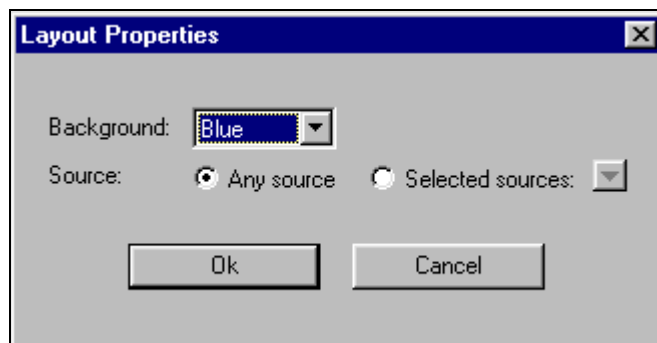 Layout Properties
Background: Blue
Source: Any source Selected sources:
Ok Cancel